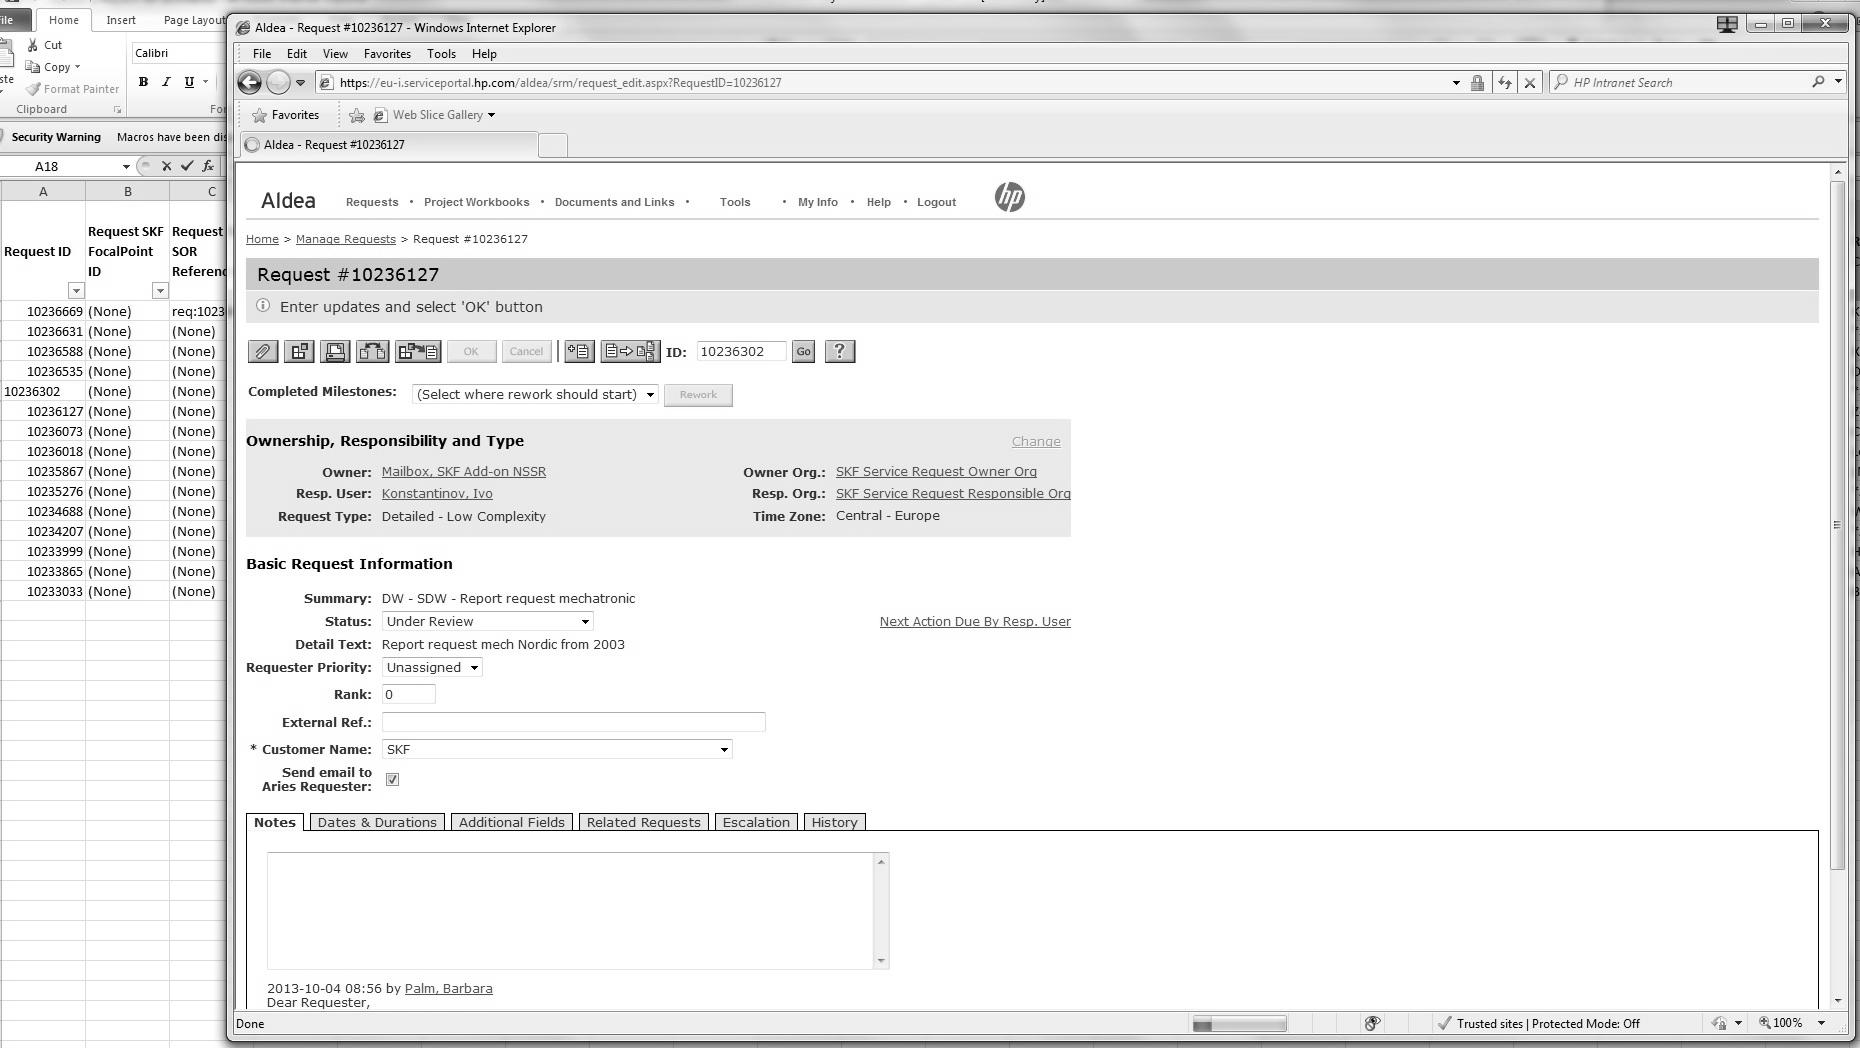 File
Home
Insert
Page Layou
Cut
Copy
Format Painter
Clipboard
Calibri
B I U
For
Security Warning Macros have been dis
A18
fx
A B C
Request ID
Request SKF FocalPoint ID
Request SOR Referenc
10236669 (None) req:1023
10236631 (None) (None)
10236588 (None) (None)
10236535 (None) (None)
10236302 (None) (None)
10236127 (None) (None)
10236073 (None) (None)
10236018 (None) (None)
10235867 (None) (None)
10235276 (None) (None)
10234688 (None) (None)
10234207 (None) (None)
10233999 (None) (None)
10233865 (None) (None)
10233033 (None) (None)
Aldea - Request #10236127 - Windows Internet Explorer
File Edit View Favorites Tools Help
https://eu-i.serviceportal.hp.com/aldea/srm/request_edit.aspx?RequestID=10236127
HP Intranet Search
Favorites
Web Slice Gallery
Aldea - Request #10236127
Aldea
Requests • Project Workbooks • Documents and Links • Tools • My Info • Help • Logout
hp
Home > Manage Requests > Request #10236127
Request #10236127
Enter updates and select 'OK' button
OK Cancel ID: 10236302 Go ?
Completed Milestones: (Select where rework should start) Rework
Ownership, Responsibility and Type Change
Owner: Mailbox, SKF Add-on NSSR Owner Org.: SKF Service Request Owner Org
Resp. User: Konstantinov, Ivo Resp. Org.: SKF Service Request Responsible Org
Request Type: Detailed - Low Complexity Time Zone: Central - Europe
Basic Request Information
Summary: DW - SDW - Report request mechatronic
Status: Under Review Next Action Due By Resp. User
Detail Text: Report request mech Nordic from 2003
Requester Priority: Unassigned
Rank: 0
External Ref.:
* Customer Name: SKF
Send email to
Aries Requester:
Notes Dates & Durations Additional Fields Related Requests Escalation History
2013-10-04 08:56 by Palm, Barbara
Dear Requester,
Done
Trusted sites | Protected Mode: Off
100%